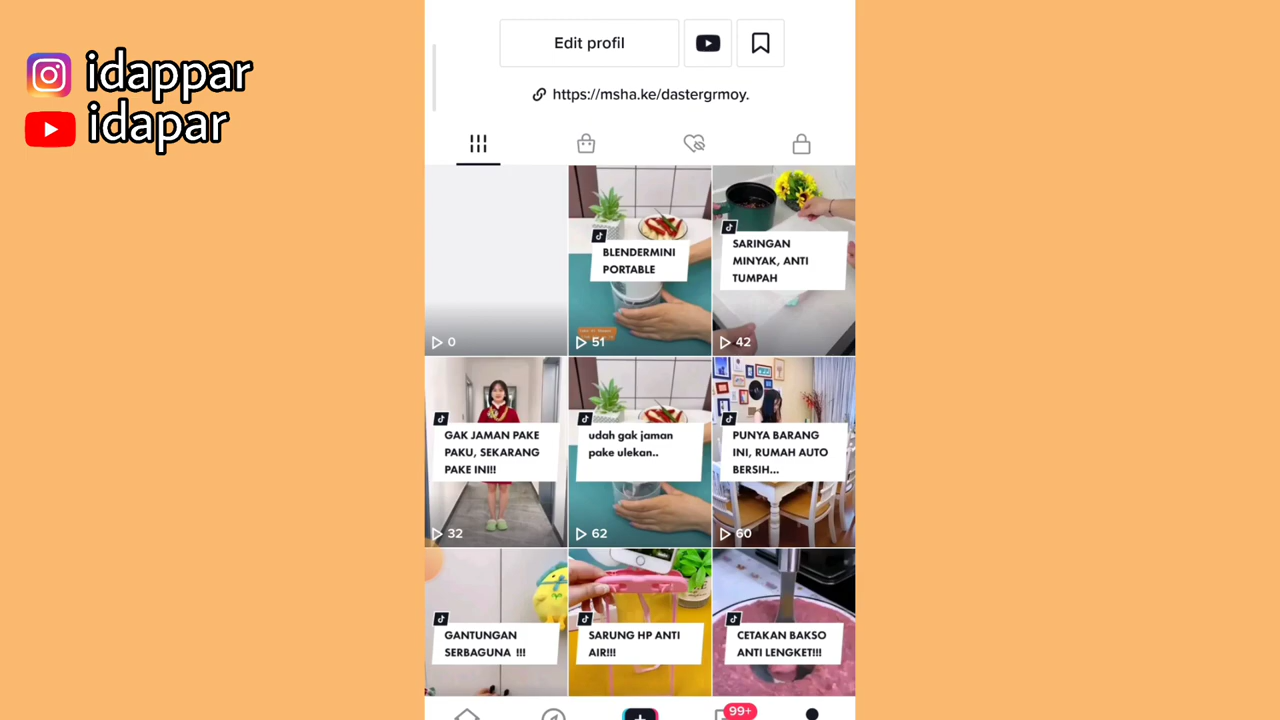 idappar
idapar
Edit profil
https://msha.ke/dastergrmoy.
0
BLENDERMINI
PORTABLE
51
SARINGAN
MINYAK, ANTI
TUMPAH
42
GAK JAMAN PAKE
PAKU, SEKARANG
PAKE INI!!!
32
udah gak jaman
pake ulekan..
62
PUNYA BARANG
INI, RUMAH AUTO
BERSIH...
60
GANTUNGAN
SERBAGUNA !!!
SARUNG HP ANTI
AIR!!!
CETAKAN BAKSO
ANTI LENGKET!!!
99+